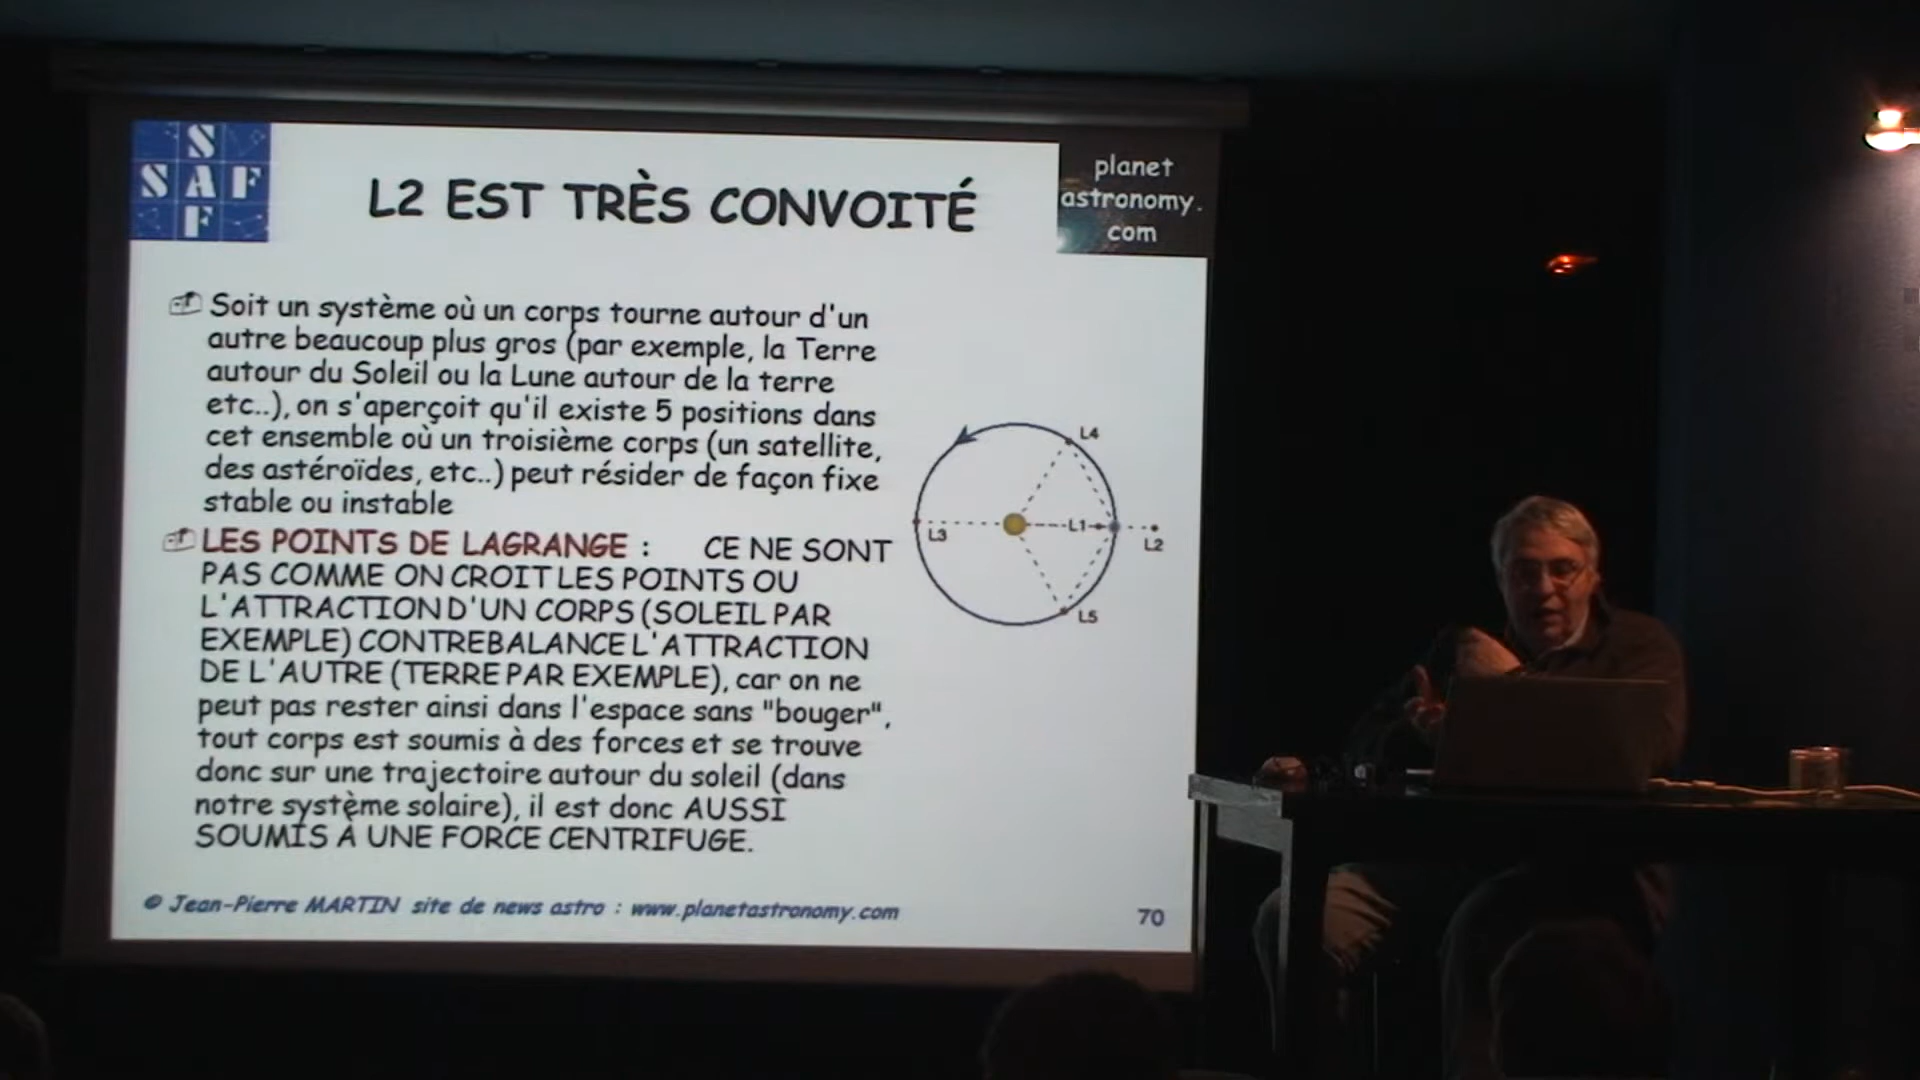 S
SAF
F
L2 EST TRÈS CONVOITÉ
planet
astronomy.
com
Soit un système où un corps tourne autour d'un
autre beaucoup plus gros (par exemple, la Terre
autour du Soleil ou la Lune autour de la terre
etc..), on s'aperçoit qu'il existe 5 positions dans
cet ensemble où un troisième corps (un satellite,
des astéroïdes, etc..) peut résider de façon fixe
stable ou instable
LES POINTS DE LAGRANGE : CE NE SONT
PAS COMME ON CROIT LES POINTS OU
L'ATTRACTION D'UN CORPS (SOLEIL PAR
EXEMPLE) CONTREBALANCE L'ATTRACTION
DE L'AUTRE (TERRE PAR EXEMPLE), car on ne
peut pas rester ainsi dans l'espace sans "bouger",
tout corps est soumis à des forces et se trouve
donc sur une trajectoire autour du soleil (dans
notre système solaire), il est donc AUSSI
SOUMIS À UNE FORCE CENTRIFUGE.
L4
L1
L3
L2
L5
© Jean-Pierre MARTIN site de news astro : www.planetastronomy.com
70